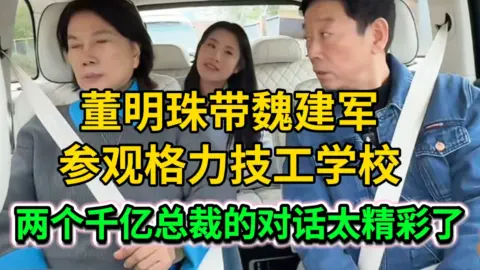 董明珠带魏建军
参观格力技工学校
两个千亿总裁的对话太精彩了